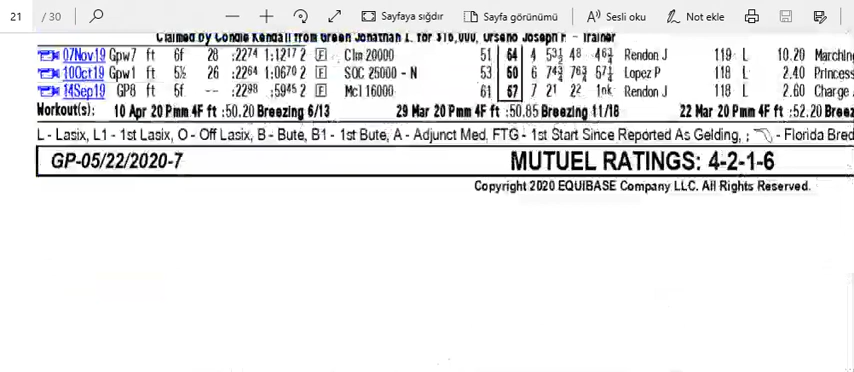 21 / 30 Sayfaya sığdır Sayfa görünümü Sesli oku Not ekle
Claimed by Condie Kendall from Green Jonathan I. for $16,000, Orseno Joseph F. - Trainer
07Nov19 Gpw7 ft 6f 28 :22⁷⁴ 1:12¹⁷ 2 F Clm 20000 51 64 4 53½ 48 46¾ Rendon J 119 L 10.20 Marching
10Oct19 Gpw1 ft 5½ 26 :22⁶⁴ 1:06⁷⁰ 2 F SOC 25000 - N 53 50 6 74¾ 76¾ 67¼ Lopez P 118 L 2.40 Princess
14Sep19 GP8 ft 5f -- :22⁹⁸ :59⁴⁵ 2 F Mcl 16000 61 57 7 21 22 1nk Rendon J 118 L 2.60 Charge
Workout(s): 10 Apr 20 Pmm 4F ft :50.20 Breezing 6/13 29 Mar 20 Pmm 4F ft :50.85 Breezing 11/18 22 Mar 20 Pmm 4F ft :52.20 Breez
L - Lasix, L1 - 1st Lasix, O - Off Lasix, B - Bute, B1 - 1st Bute, A - Adjunct Med, FTG - 1st Start Since Reported As Gelding, ; - Florida Bred
GP-05/22/2020-7 MUTUEL RATINGS: 4-2-1-6
Copyright 2020 EQUIBASE Company LLC. All Rights Reserved.